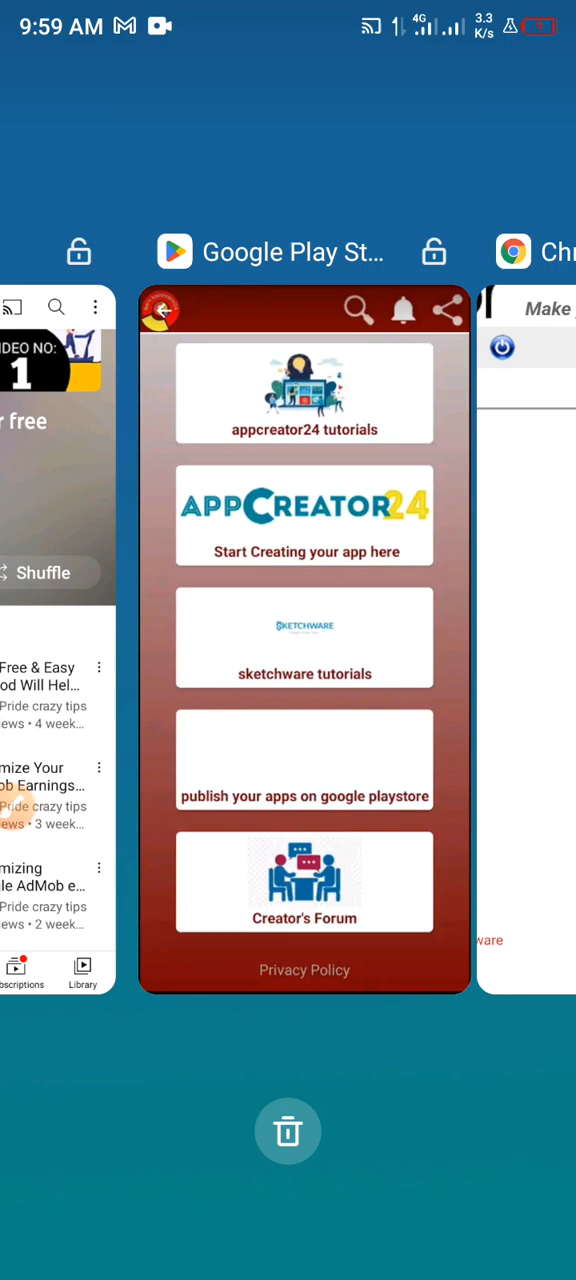 9:59 AM
4G
3.3
K/s
Google Play St...
IDEO NO:
1
r free
Shuffle
Free & Easy
od Will Hel...
Pride crazy tips
ews • 4 week...
mize Your
ob Earnings...
Pride crazy tips
ews • 3 week...
mizing
le AdMob e...
Pride crazy tips
ews • 2 week...
bscriptions
Library
appcreator24 tutorials
APPCREATOR24
Start Creating your app here
SKETCHWARE
sketchware tutorials
publish your apps on google playstore
Creator's Forum
Privacy Policy
Chr
Make
ware